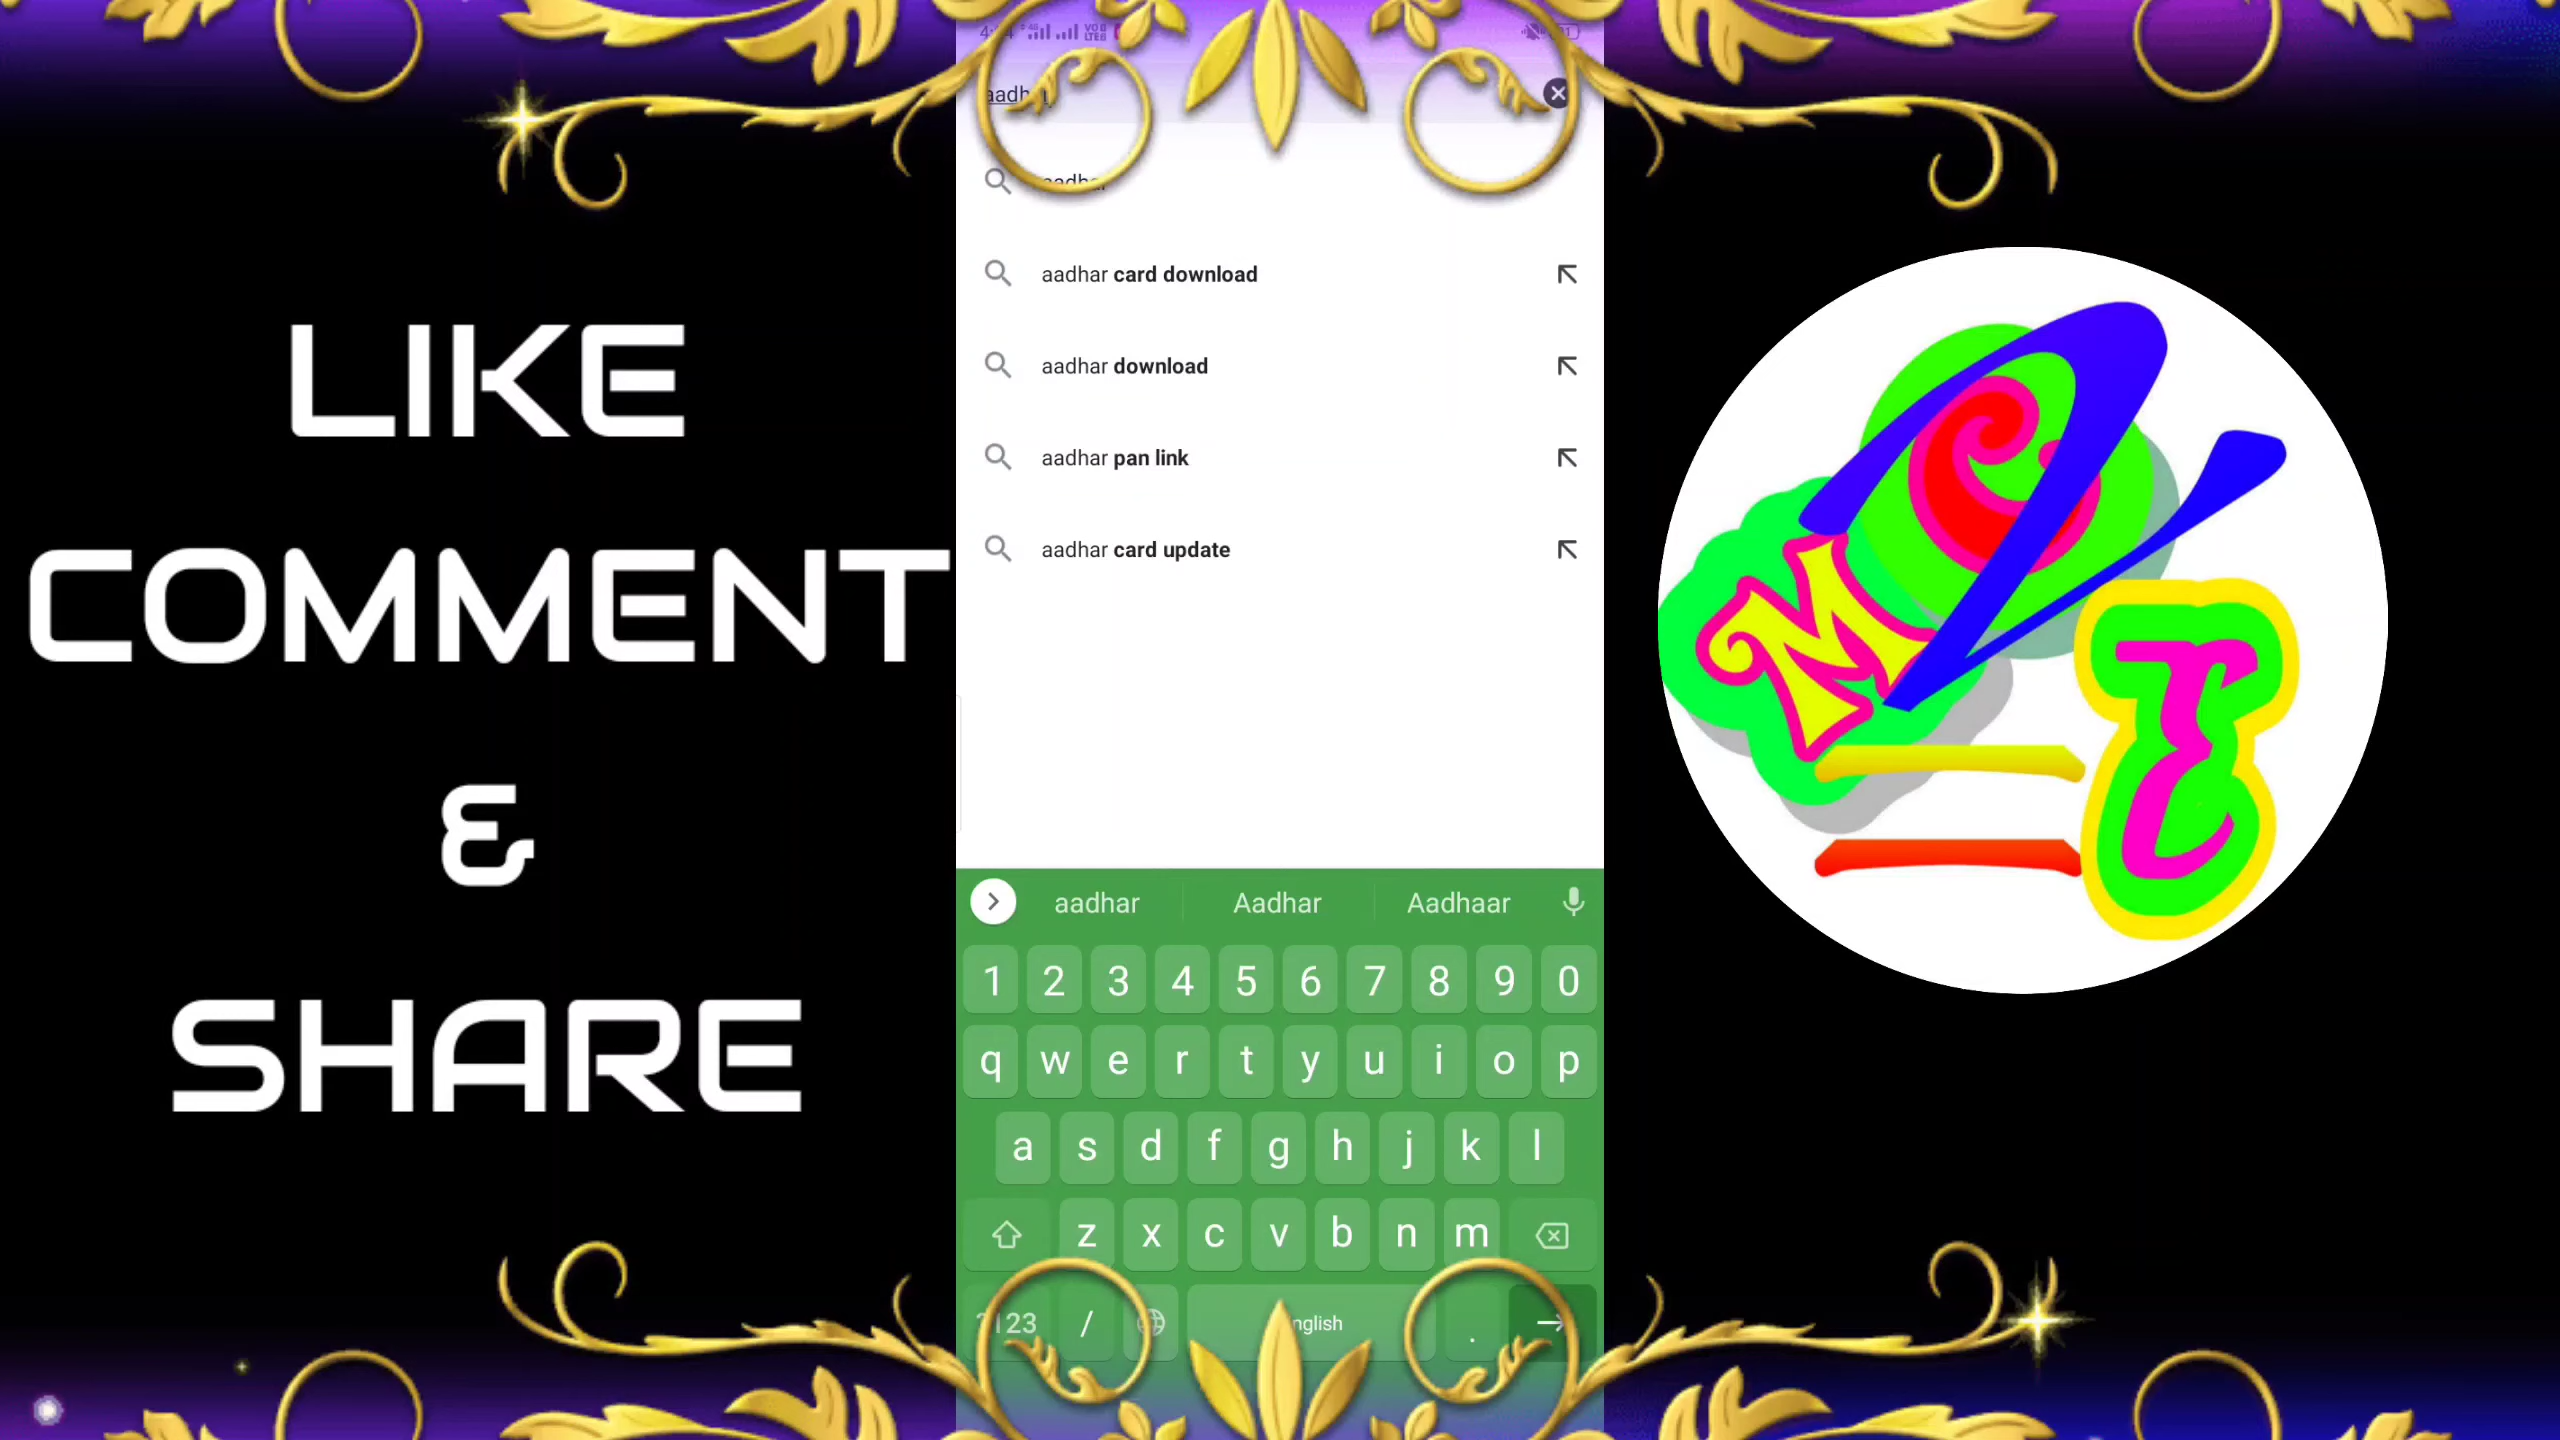 LIKE
COMMENT
&
SHARE
aadhar
aadhar card download
aadhar download
aadhar pan link
aadhar card update
aadhar Aadhar Aadhaar
1 2 3 4 5 6 7 8 9 0
q w e r t y u i o p
a s d f g h j k l
z x c v b n m
/ .